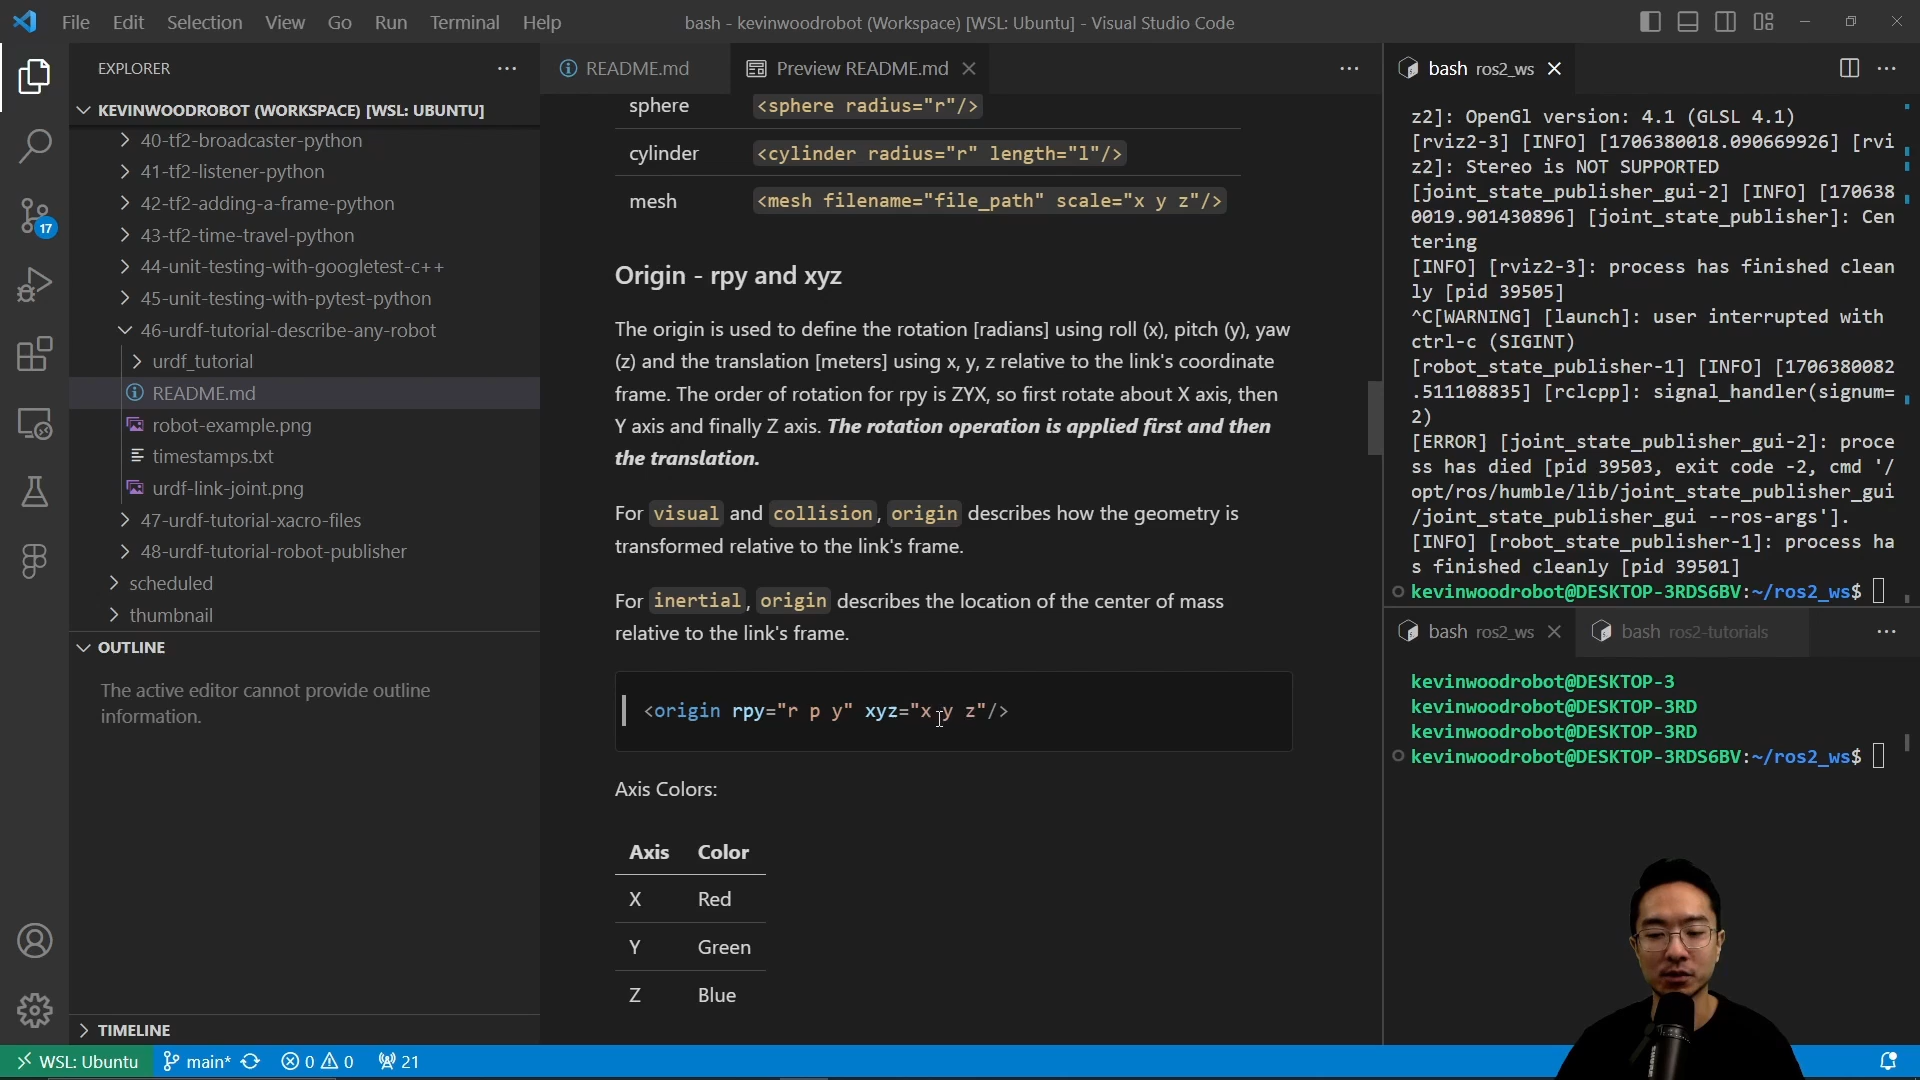 File Edit Selection View Go Run Terminal Help
bash - kevinwoodrobot (Workspace) [WSL: Ubuntu] - Visual Studio Code
EXPLORER
KEVINWOODROBOT (WORKSPACE) [WSL: UBUNTU]
40-tf2-broadcaster-python
41-tf2-listener-python
42-tf2-adding-a-frame-python
43-tf2-time-travel-python
44-unit-testing-with-googletest-c++
45-unit-testing-with-pytest-python
46-urdf-tutorial-describe-any-robot
urdf_tutorial
README.md
robot-example.png
timestamps.txt
urdf-link-joint.png
47-urdf-tutorial-xacro-files
48-urdf-tutorial-robot-publisher
scheduled
thumbnail
OUTLINE
The active editor cannot provide outline
information.
TIMELINE
17
README.md
Preview README.md
sphere <sphere radius="r"/>
cylinder <cylinder radius="r" length="l"/>
mesh <mesh filename="file_path" scale="x y z"/>
Origin - rpy and xyz
The origin is used to define the rotation [radians] using roll (x), pitch (y), yaw
(z) and the translation [meters] using x, y, z relative to the link's coordinate
frame. The order of rotation for rpy is ZYX, so first rotate about X axis, then
Y axis and finally Z axis. The rotation operation is applied first and then
the translation.
For visual and collision, origin describes how the geometry is
transformed relative to the link's frame.
For inertial, origin describes the location of the center of mass
relative to the link's frame.
<origin rpy="r p y" xyz="x y z"/>
Axis Colors:
Axis Color
X Red
Y Green
Z Blue
bash ros2_ws
z2]: OpenGl version: 4.1 (GLSL 4.1)
[rviz2-3] [INFO] [1706380018.090669926] [rvi
z2]: Stereo is NOT SUPPORTED
[joint_state_publisher_gui-2] [INFO] [170638
0019.901430896] [joint_state_publisher]: Cen
tering
[INFO] [rviz2-3]: process has finished clean
ly [pid 39505]
^C[WARNING] [launch]: user interrupted with
ctrl-c (SIGINT)
[robot_state_publisher-1] [INFO] [1706380082
.511108835] [rclcpp]: signal_handler(signum=
2)
[ERROR] [joint_state_publisher_gui-2]: proce
ss has died [pid 39503, exit code -2, cmd '/
opt/ros/humble/lib/joint_state_publisher_gui
/joint_state_publisher_gui --ros-args'].
[INFO] [robot_state_publisher-1]: process ha
s finished cleanly [pid 39501]
kevinwoodrobot@DESKTOP-3RDS6BV:~/ros2_ws$
bash ros2_ws
bash ros2-tutorials
kevinwoodrobot@DESKTOP-3
kevinwoodrobot@DESKTOP-3RD
kevinwoodrobot@DESKTOP-3RD
kevinwoodrobot@DESKTOP-3RDS6BV:~/ros2_ws$
WSL: Ubuntu main* 0 0 21